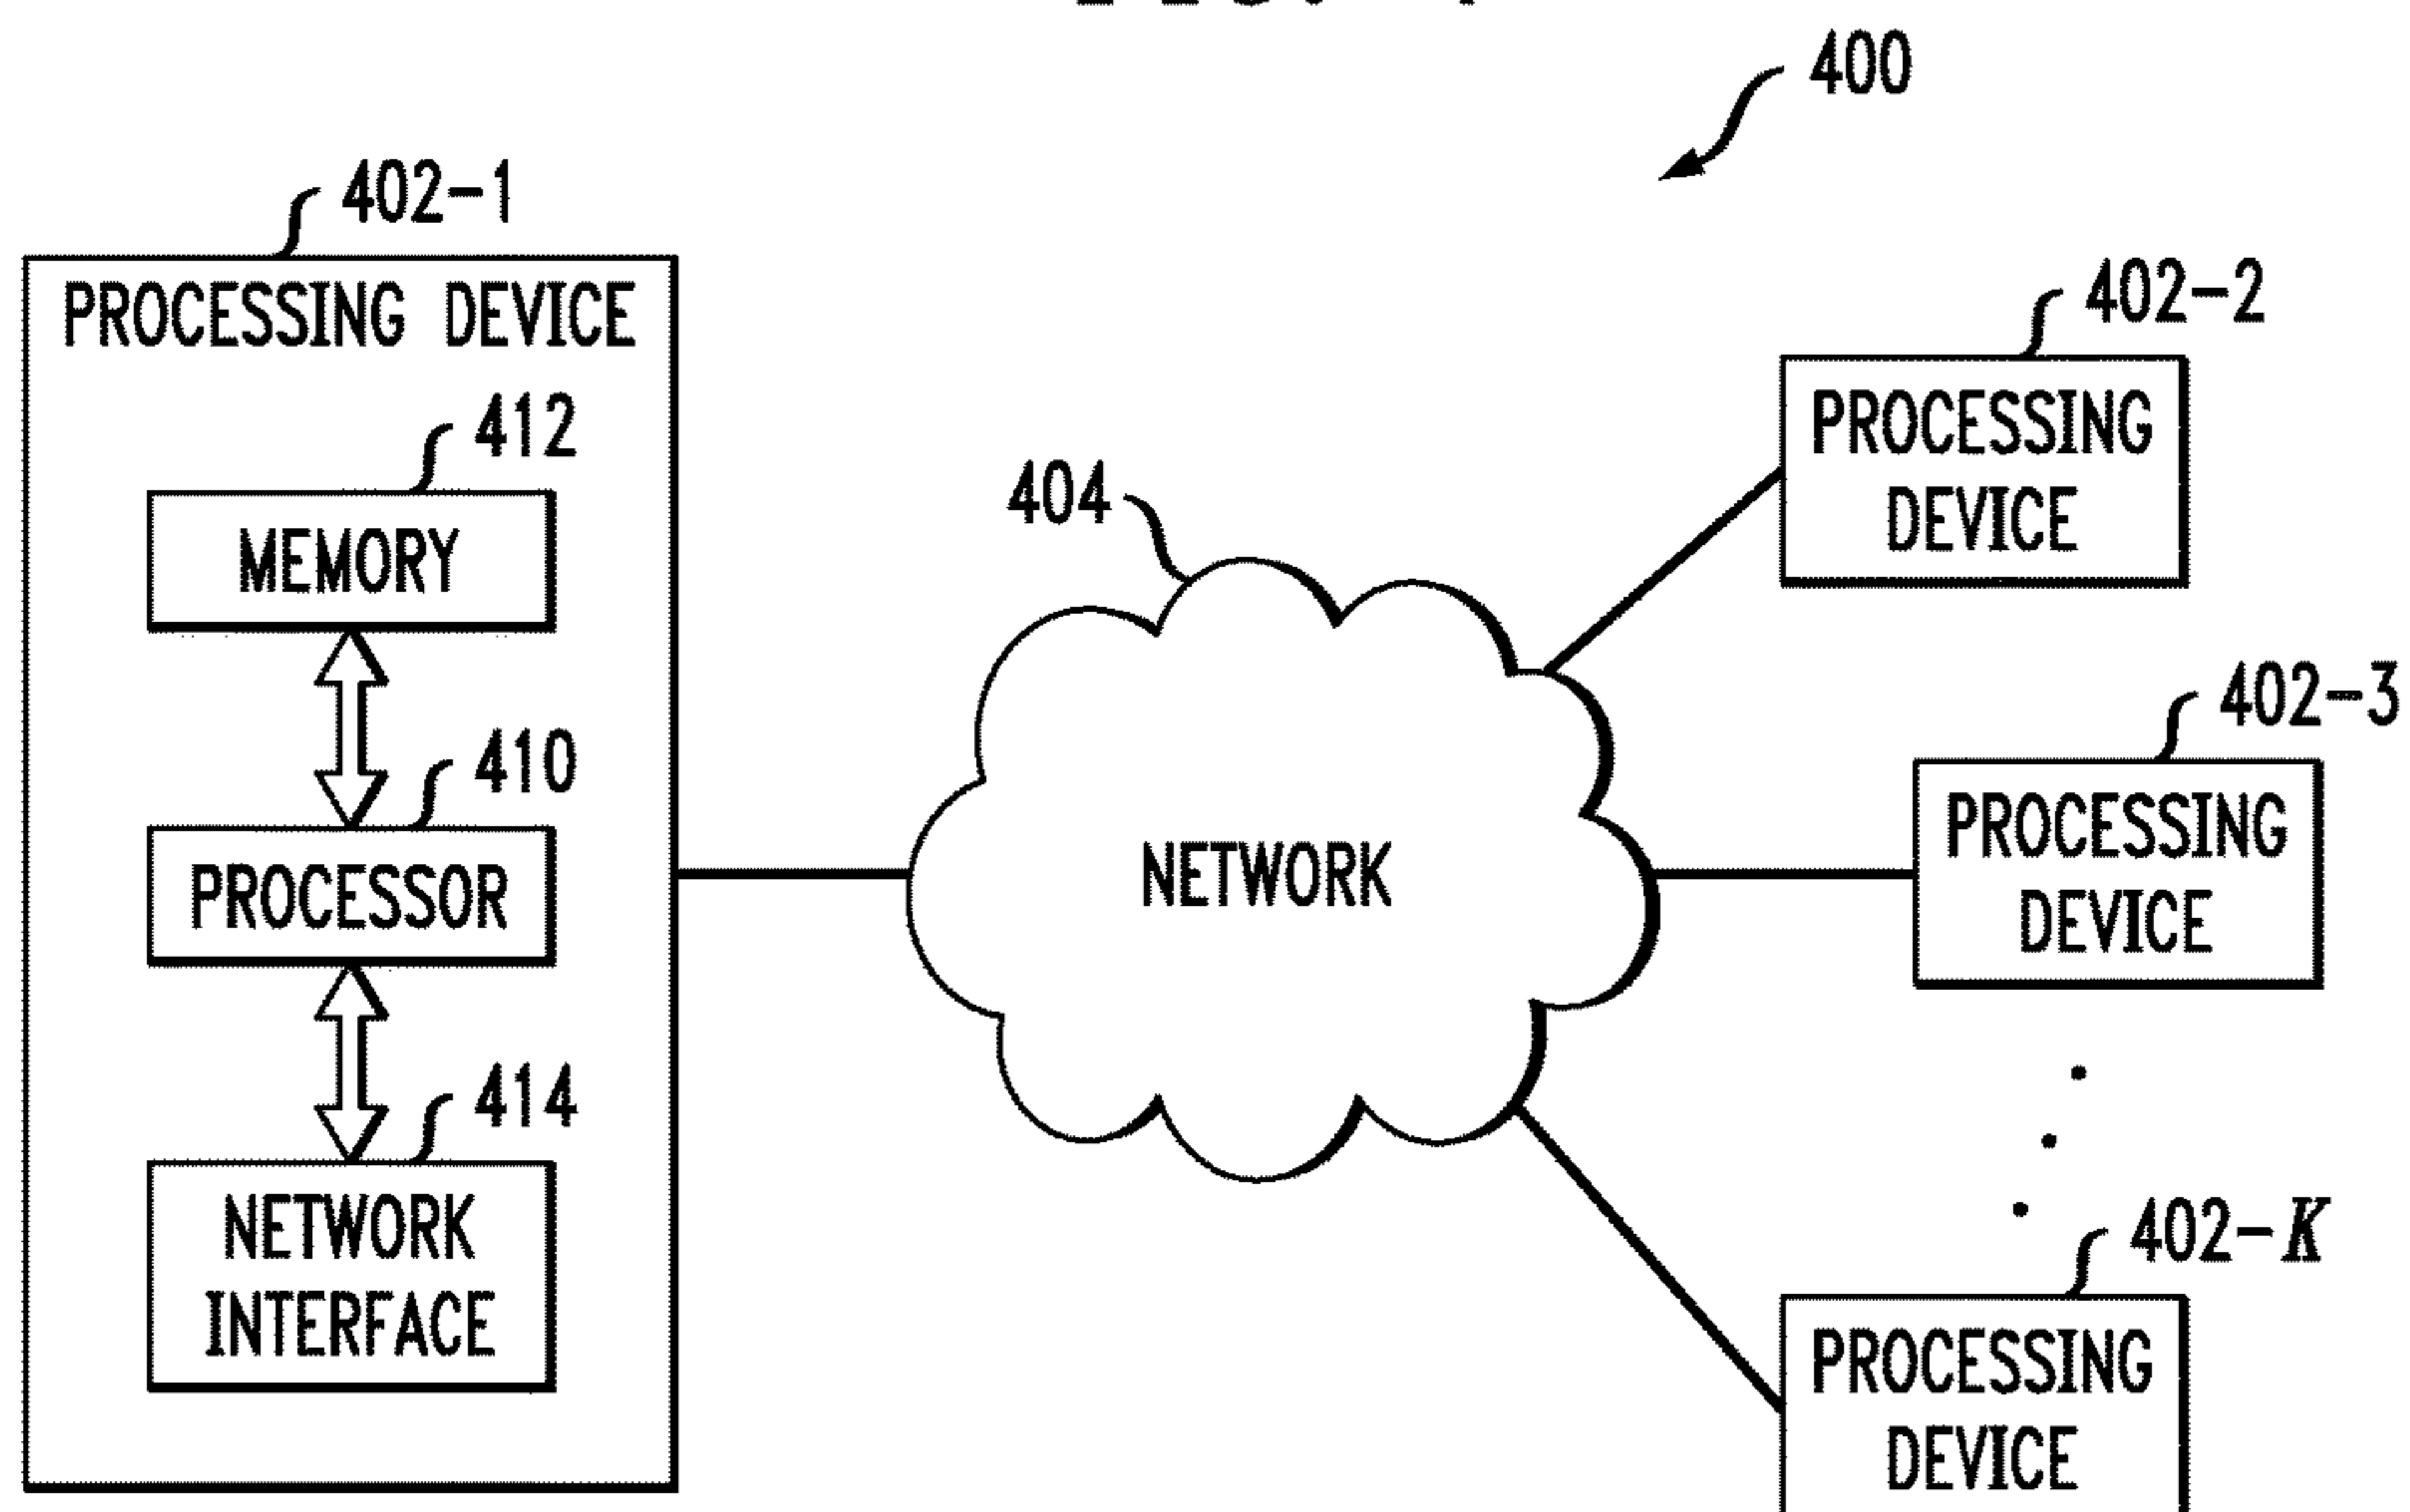 400
402-1
PROCESSING DEVICE
412
MEMORY
410
PROCESSOR
414
NETWORK
INTERFACE
404
NETWORK
402-2
PROCESSING
DEVICE
402-3
PROCESSING
DEVICE
402-K
PROCESSING
DEVICE